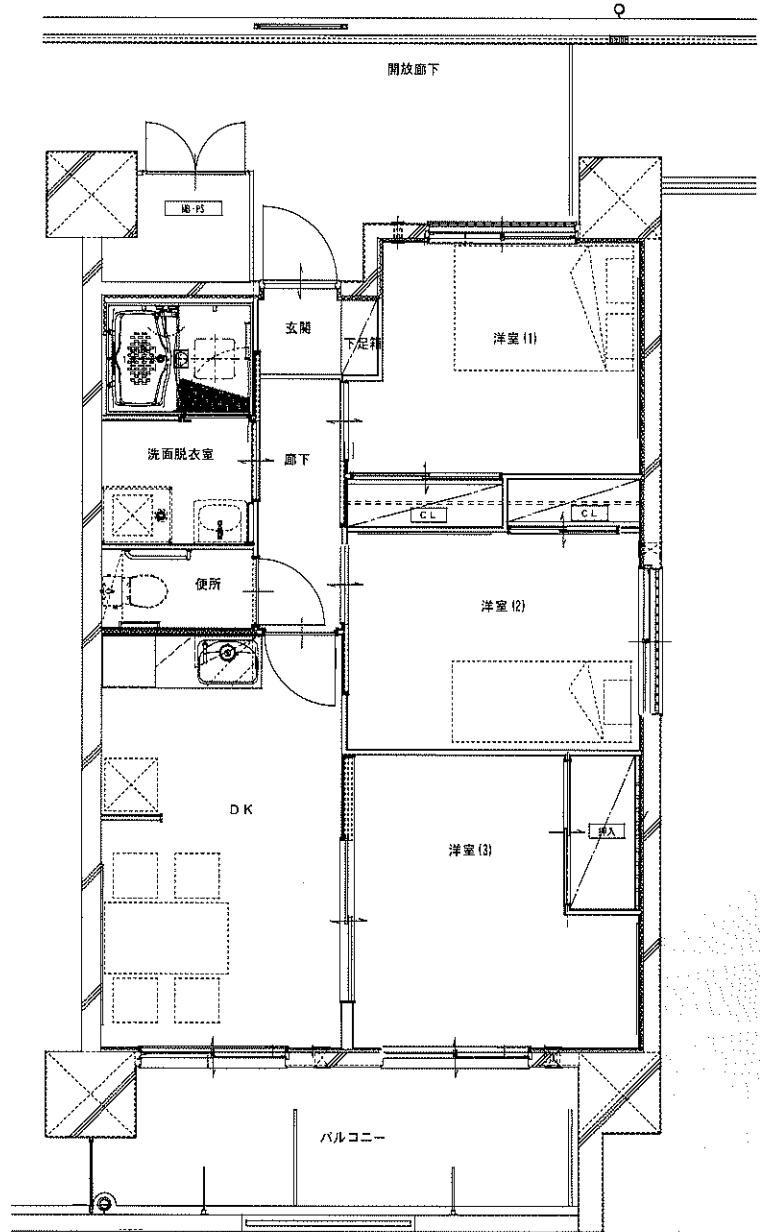 開放廊下
MB・PS
玄関
下足箱
洋室(1)
洗面脱衣室
廊下
CL
CL
便所
洋室(2)
DK
洋室(3)
押入
バルコニー